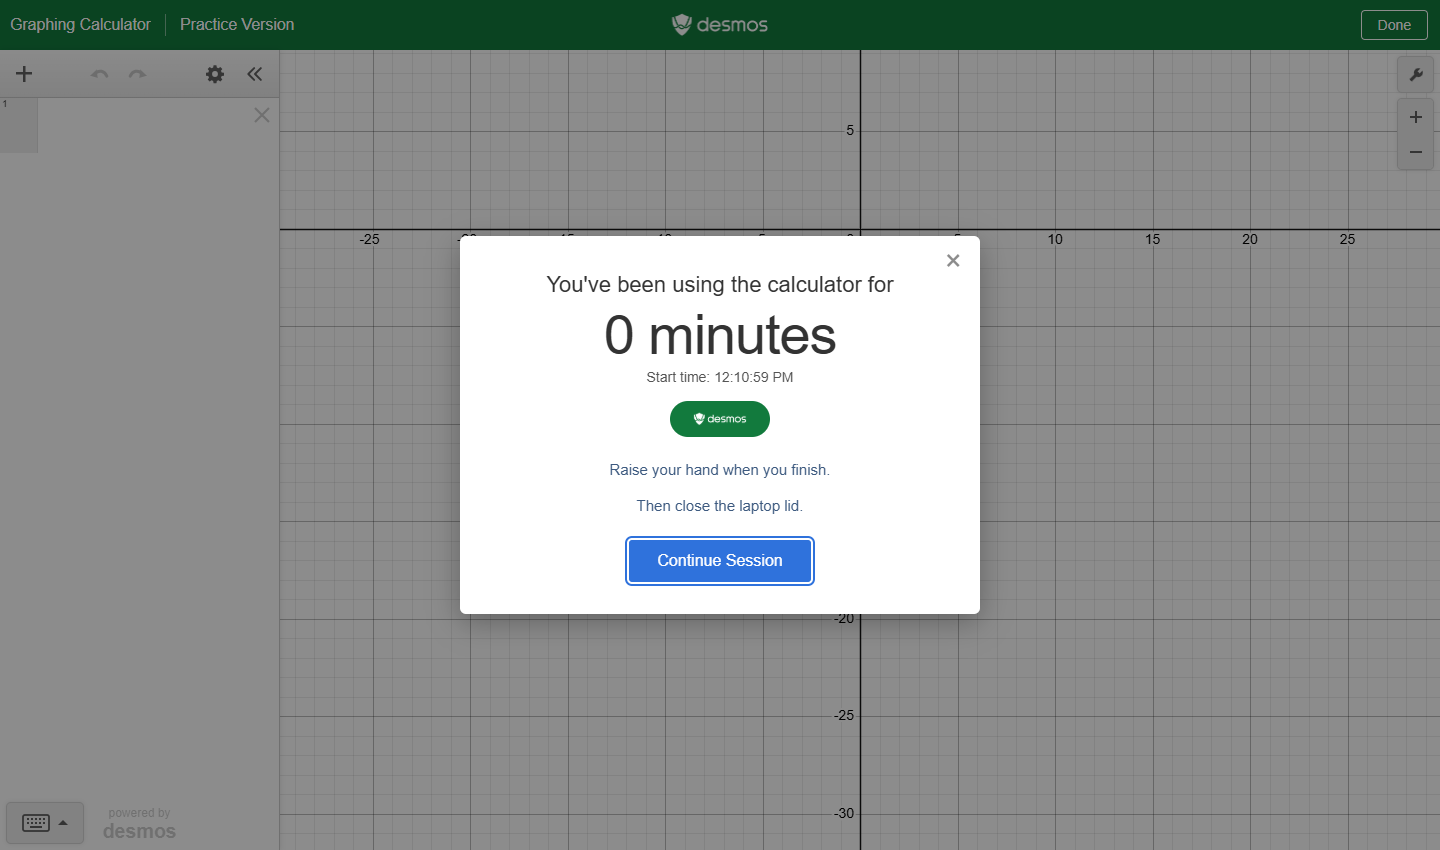 Graphing Calculator
Practice Version
desmos
Done
1
5
-25
10
15
20
25
You've been using the calculator for
0 minutes
Start time: 12:10:59 PM
desmos
Raise your hand when you finish.
Then close the laptop lid.
Continue Session
-20
-25
-30
powered by
desmos